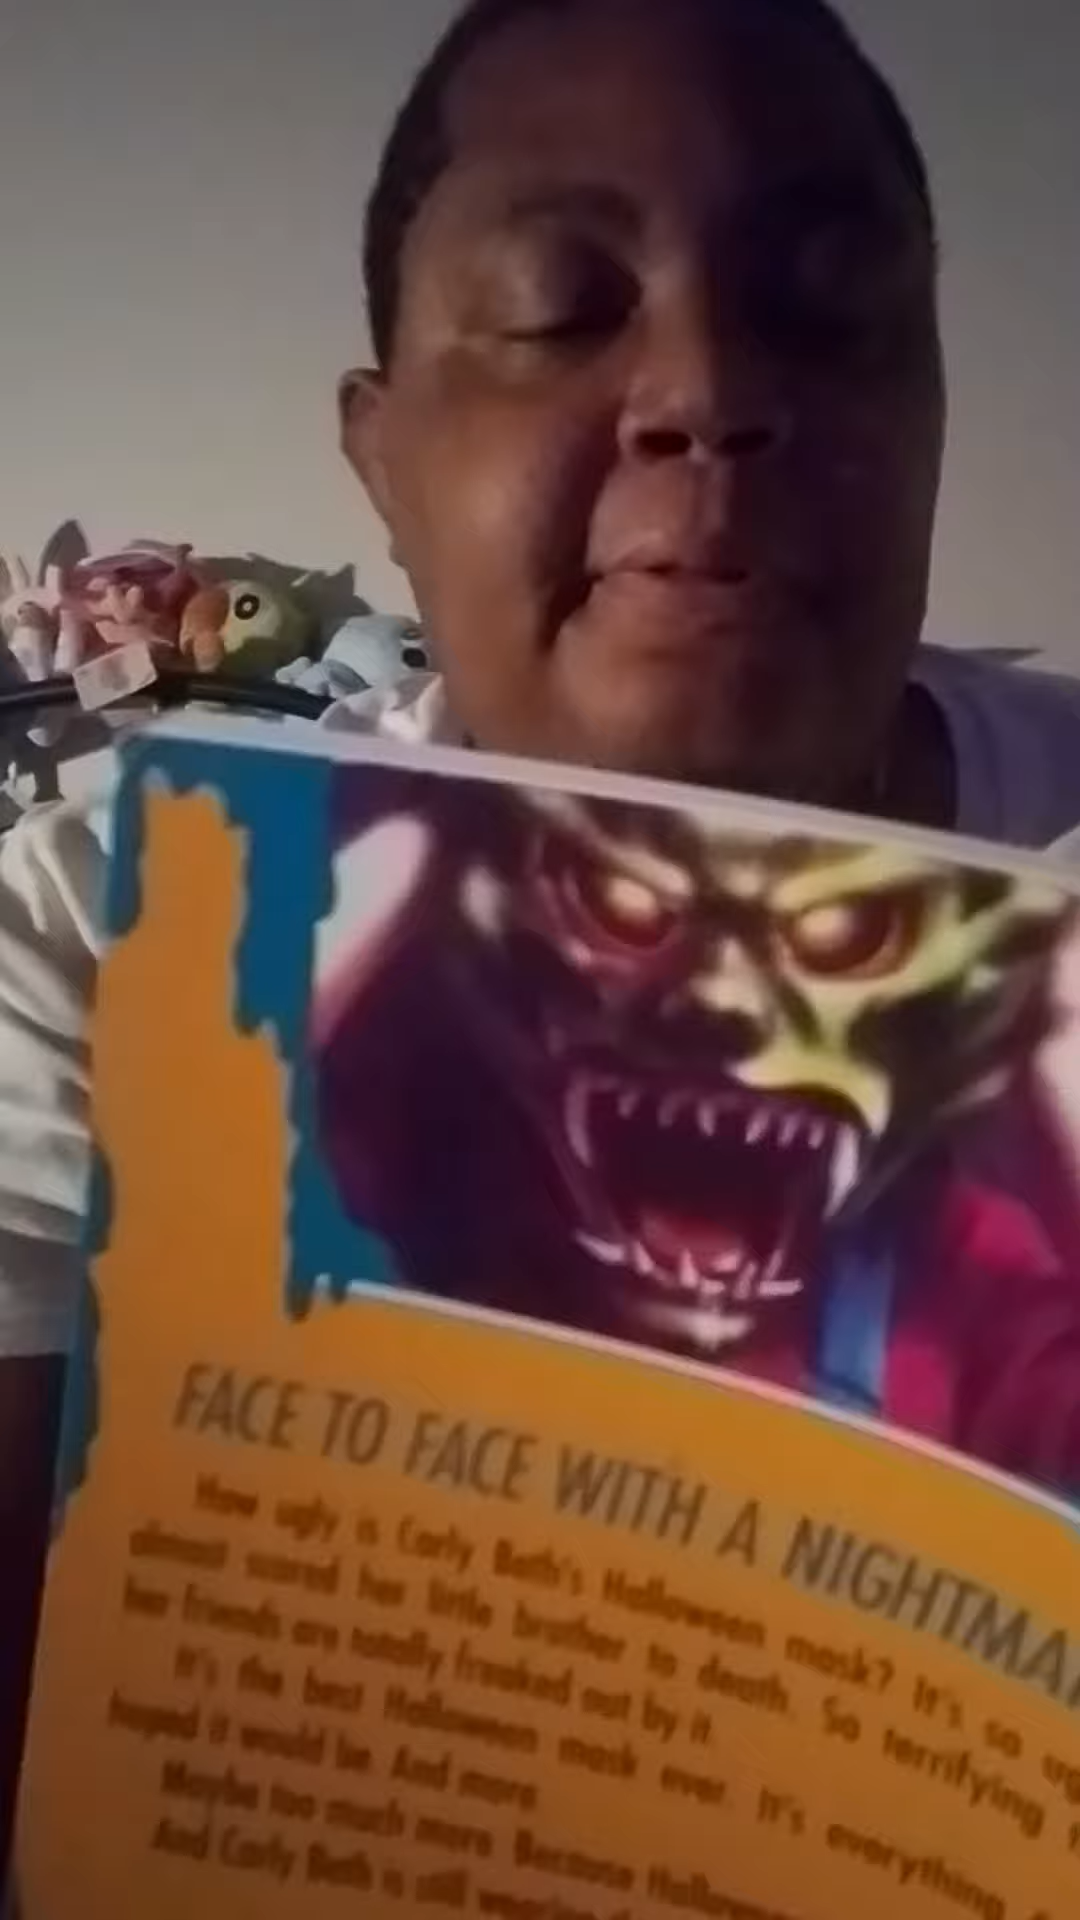 FACE TO FACE WITH A NIGHTMA
How ugly is Carly Beth's Halloween mask? It's so ug
almost scared her little brother to death. So terrifying
her friends are totally freaked out by it.
It's the best Halloween mask ever. It's everything
hoped it would be. And more.
Maybe too much more. Because Hallowe
And Carly Beth is still wearing